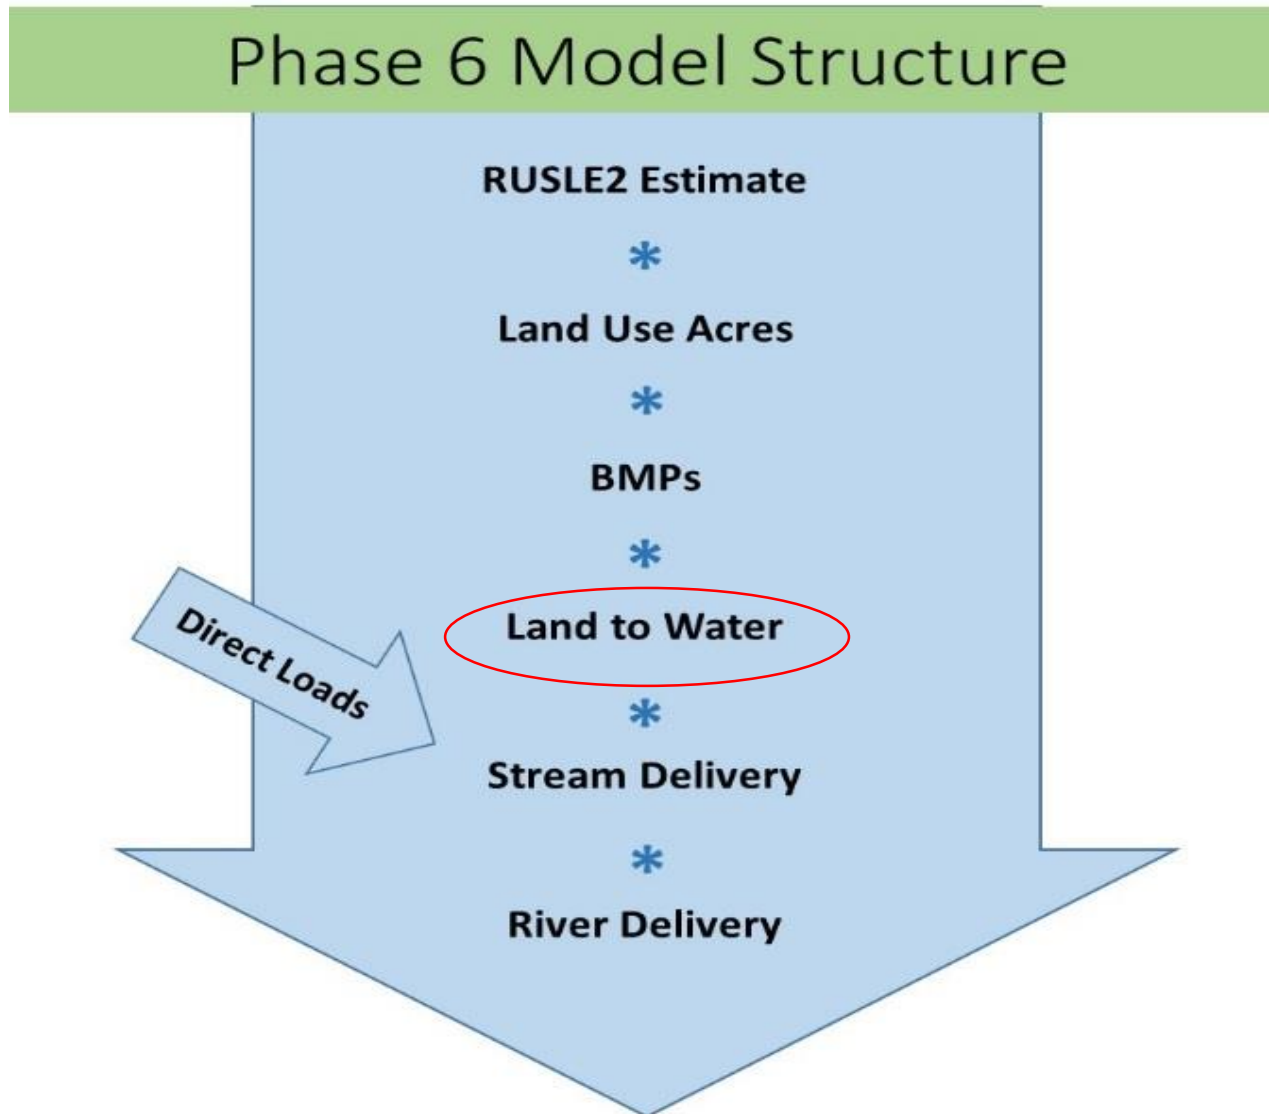 Phase 6 Model Structure
RUSLE2 Estimate
*
Land Use Acres
*
BMPs
*
Land to Water
*
Direct Loads
Stream Delivery
*
River Delivery